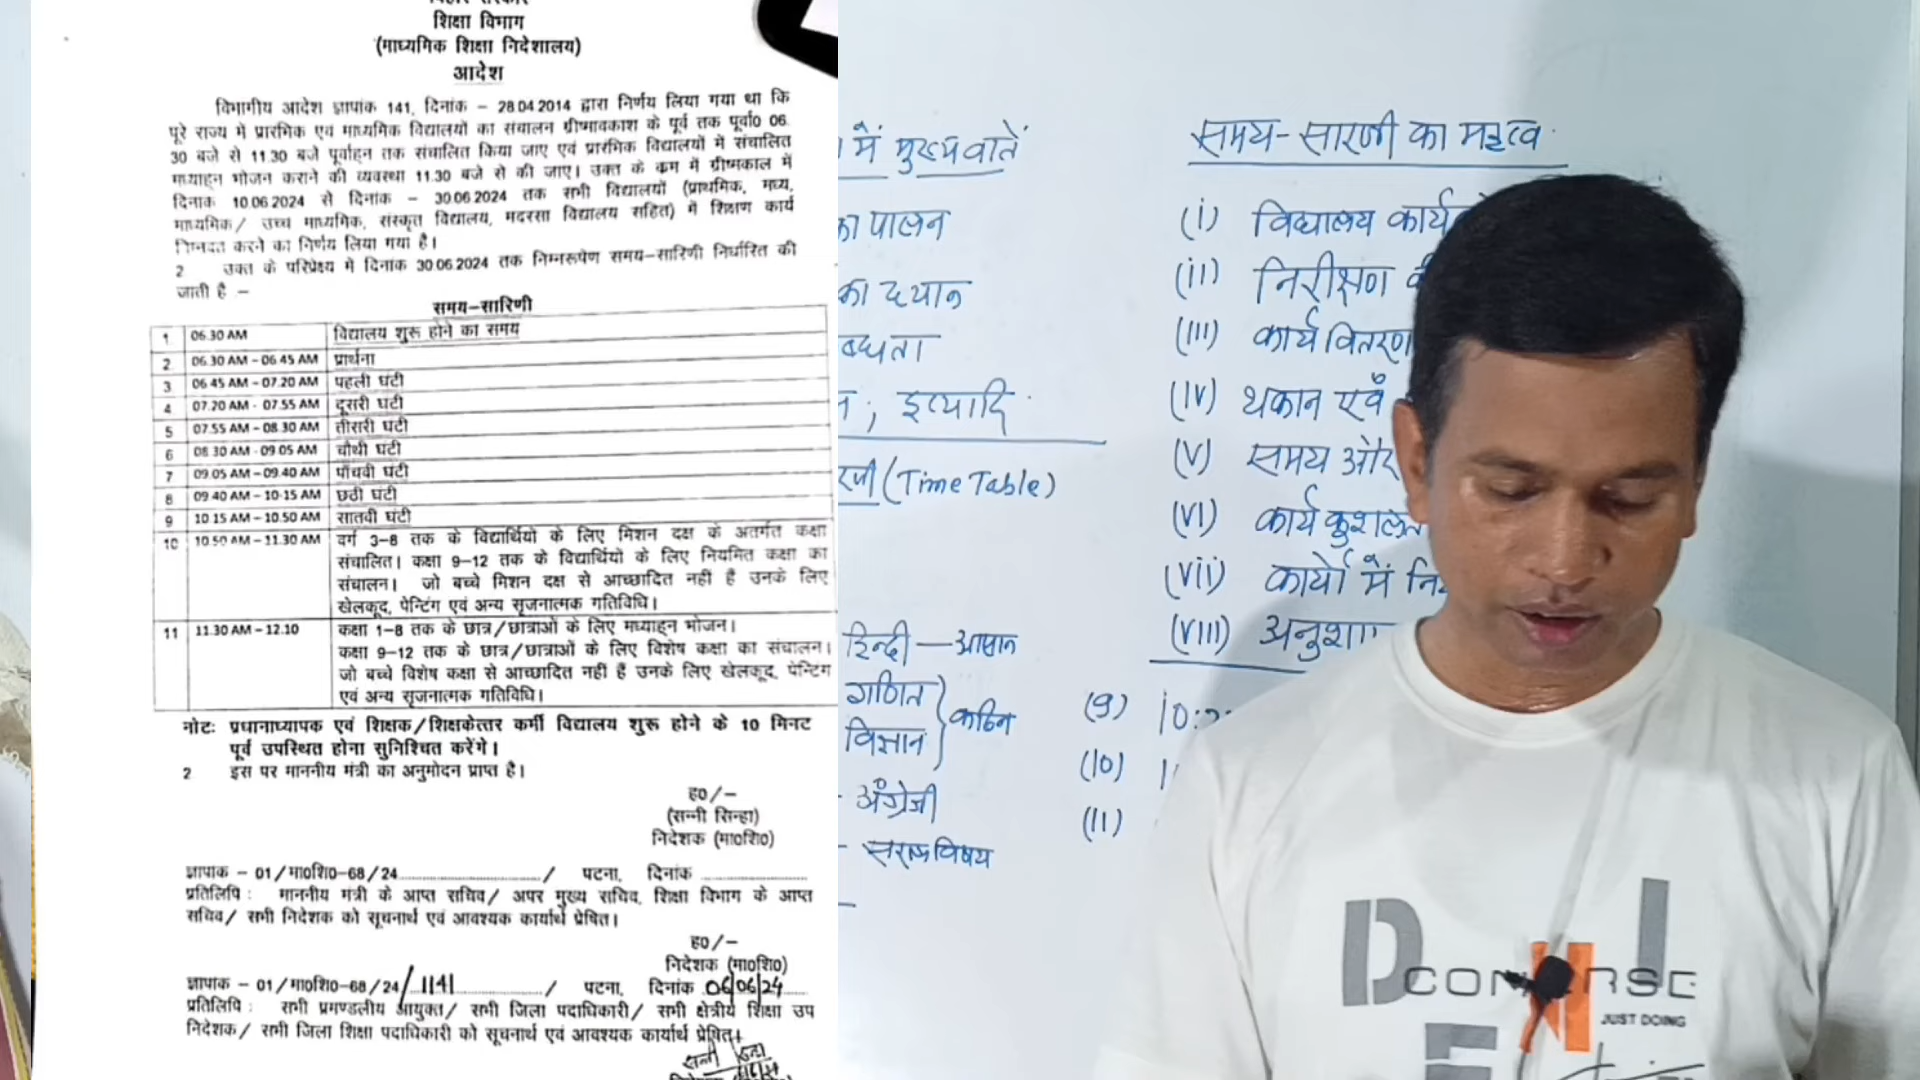 शिक्षा विभाग
(माध्यमिक शिक्षा निदेशालय)
आदेश
विभागीय आदेश ज्ञापांक 141, दिनांक – 28.04.2014 द्वारा निर्णय लिया गया था कि
पूरे राज्य में प्रारंभिक एवं माध्यमिक विद्यालयों का संचालन ग्रीष्मावकाश के पूर्व तक पूर्वा० 06.
30 बजे से 11.30 बजे पूर्वाहन तक संचालित किया जाए एवं प्रारंभिक विद्यालयों में संचालित
मध्याहन भोजन कराने की व्यवस्था 11.30 बजे से की जाए। उक्त के क्रम में ग्रीष्मकाल में
दिनांक 10.06.2024 से दिनांक – 30.06.2024 तक सभी विद्यालयों (प्राथमिक, मध्य,
माध्यमिक/ उच्च माध्यमिक, संस्कृत विद्यालय, मदरसा विद्यालय सहित) में शिक्षण कार्य
करने का निर्णय लिया गया है।
2 उक्त के परिप्रेक्ष्य में दिनांक 30.06.2024 तक निम्नरूपेण समय–सारिणी निर्धारित की
जाती है –
समय–सारिणी
1. 06.30 AM विद्यालय शुरू होने का समय
2. 06.30 AM – 06.45 AM प्रार्थना
3 06.45 AM – 07.20 AM पहली घंटी
4 07.20 AM - 07.55 AM दूसरी घंटी
5 07.55 AM – 08.30 AM तीसरी घंटी
6 08.30 AM - 09.05 AM चौथी घंटी
7 09.05 AM – 09.40 AM पाँचवी घंटी
8 09.40 AM – 10-15 AM छठी घंटी
9 10.15 AM – 10.50 AM सातवी घंटी
10 10.50 AM – 11.30 AM वर्ग 3–8 तक के विद्यार्थियो के लिए मिशन दक्ष के अंतर्गत कक्षा
संचालित। कक्षा 9–12 तक के विद्यार्थियों के लिए नियमित कक्षा का
संचालन। जो बच्चे मिशन दक्ष से आच्छादित नहीं है उनके लिए
खेलकूद, पेन्टिंग एवं अन्य सृजनात्मक गतिविधि।
11 11.30 AM – 12.10 कक्षा 1–8 तक के छात्र/छात्राओं के लिए मध्याहन भोजन।
कक्षा 9–12 तक के छात्र/छात्राओं के लिए विशेष कक्षा का संचालन।
जो बच्चे विशेष कक्षा से आच्छादित नहीं हैं उनके लिए खेलकूद, पेन्टिंग
एवं अन्य सृजनात्मक गतिविधि।
नोटः प्रधानाध्यापक एवं शिक्षक/शिक्षकेत्तर कर्मी विद्यालय शुरू होने के 10 मिनट
पूर्व उपस्थित होना सुनिश्चित करेंगे।
2 इस पर माननीय मंत्री का अनुमोदन प्राप्त है।
ह०/–
(सन्नी सिन्हा)
निदेशक (मा०शि०)
ज्ञापांक – 01/मा०शि०–68/24 / पटना, दिनांक
प्रतिलिपि : माननीय मंत्री के आप्त सचिव/ अपर मुख्य सचिव, शिक्षा विभाग के आप्त
सचिव/ सभी निदेशक को सूचनार्थ एवं आवश्यक कार्यार्थ प्रेषित।
ह०/–
निदेशक (मा०शि०)
ज्ञापांक – 01/मा०शि०–68/24/1141 / पटना, दिनांक 06/06/24
प्रतिलिपि : सभी प्रमण्डलीय आयुक्त/ सभी जिला पदाधिकारी/ सभी क्षेत्रीय शिक्षा उप
निदेशक/ सभी जिला शिक्षा पदाधिकारी को सूचनार्थ एवं आवश्यक कार्यार्थ प्रेषित।
में मुख्य बातें
का पालन
का ध्यान
बध्धता
, इत्यादि
(Time Table)
हिन्दी — आसान
गणित
विज्ञान } कठिन
अँग्रेजी
समय-सारणी का महत्व
(i) विद्यालय
(ii) निरीक्षण
(iii) कार्य वितरण
(iv) थकान एवँ
(v) समय और
(vi) कार्य
(vii) कार्यो में
(viii)
(9)
(10)
(11)
CONVERSE
JUST DOING